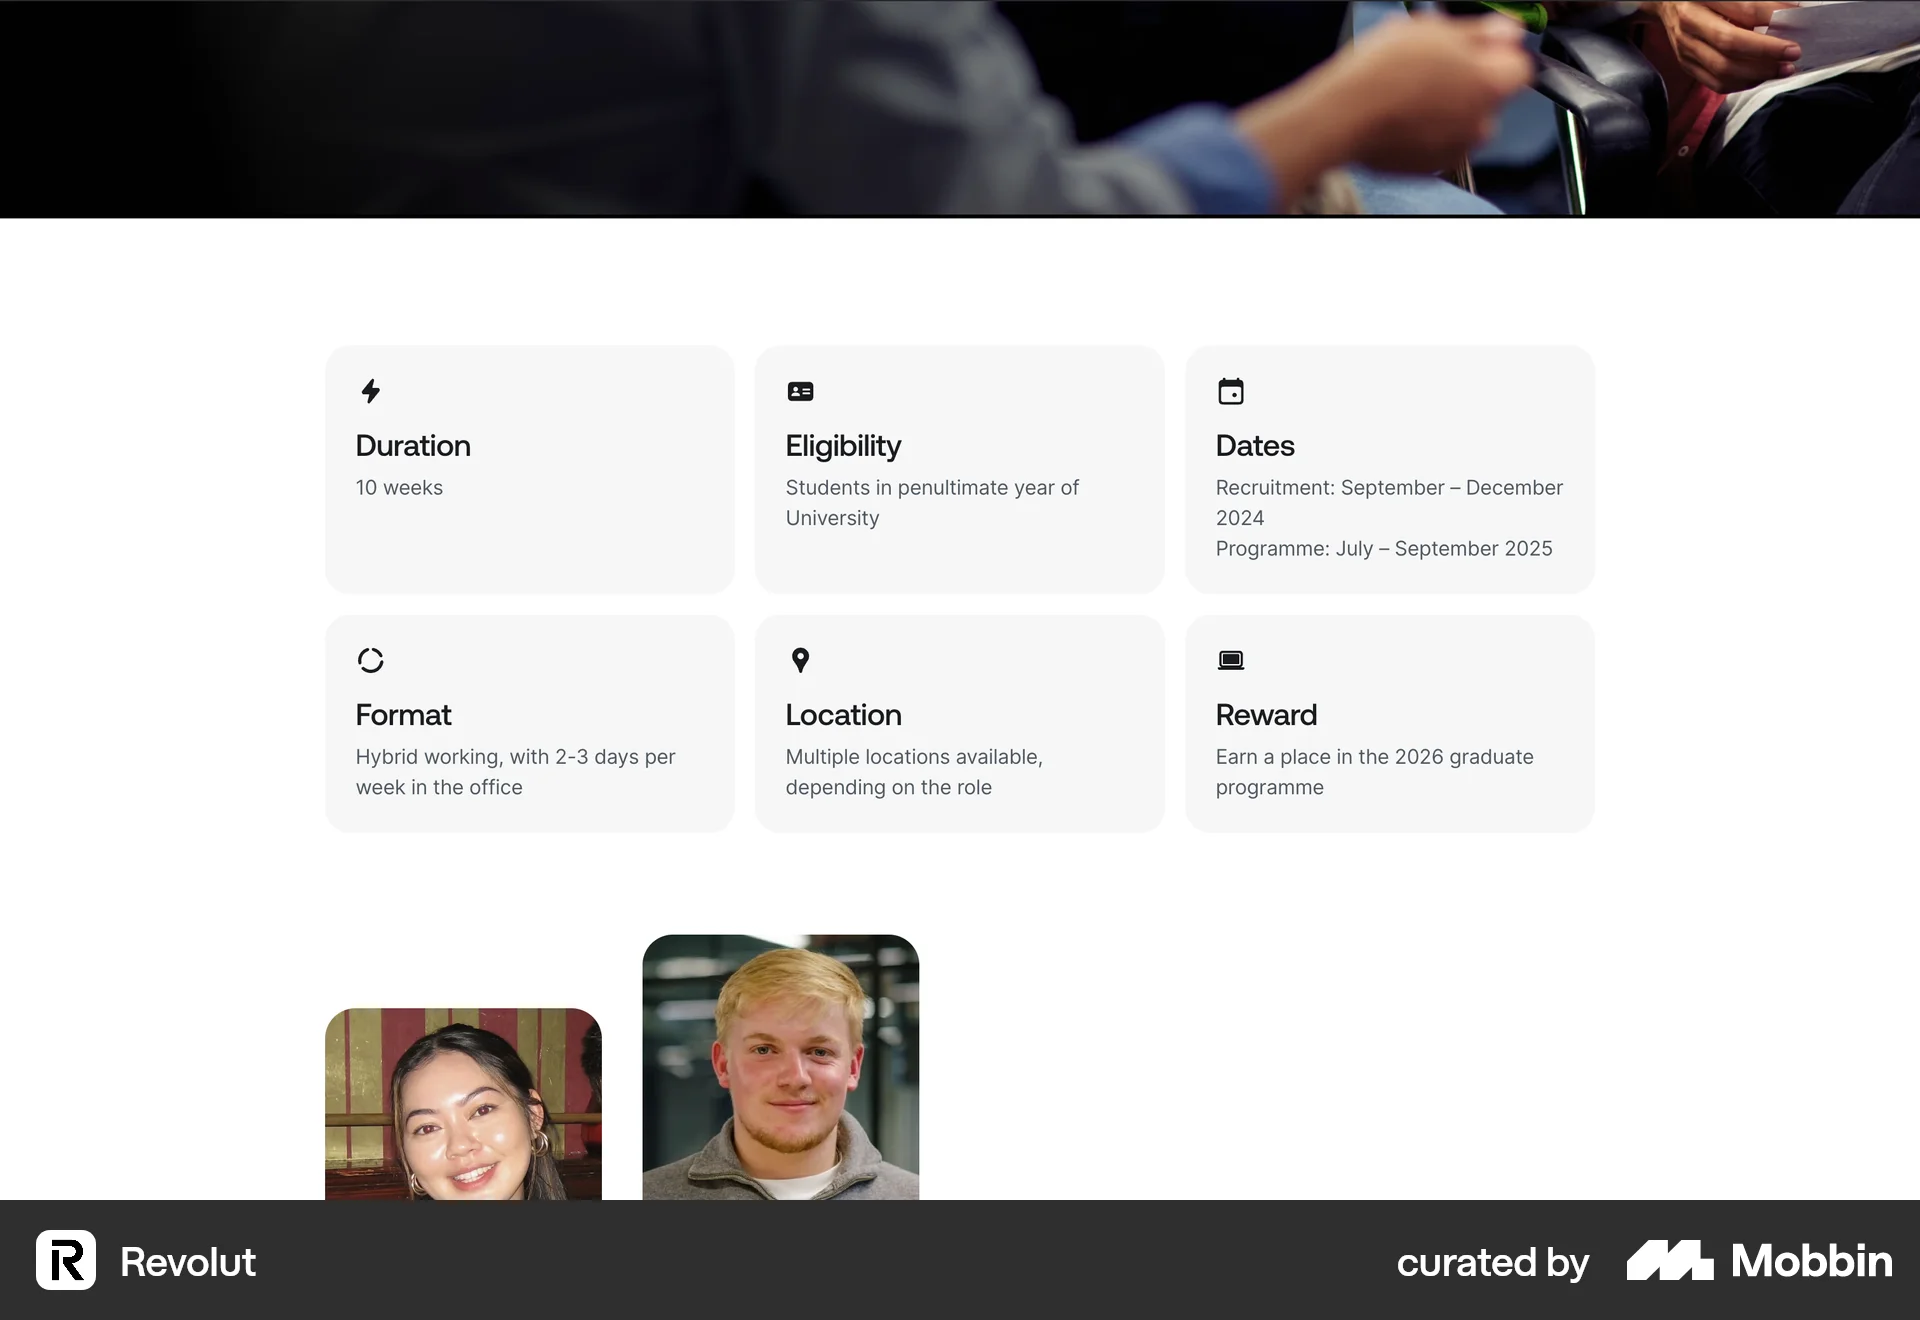 Duration
10 weeks
Eligibility
Students in penultimate year of
University
Dates
Recruitment: September – December
2024
Programme: July – September 2025
Format
Hybrid working, with 2-3 days per
week in the office
Location
Multiple locations available,
depending on the role
Reward
Earn a place in the 2026 graduate
programme
Revolut
curated by Mobbin